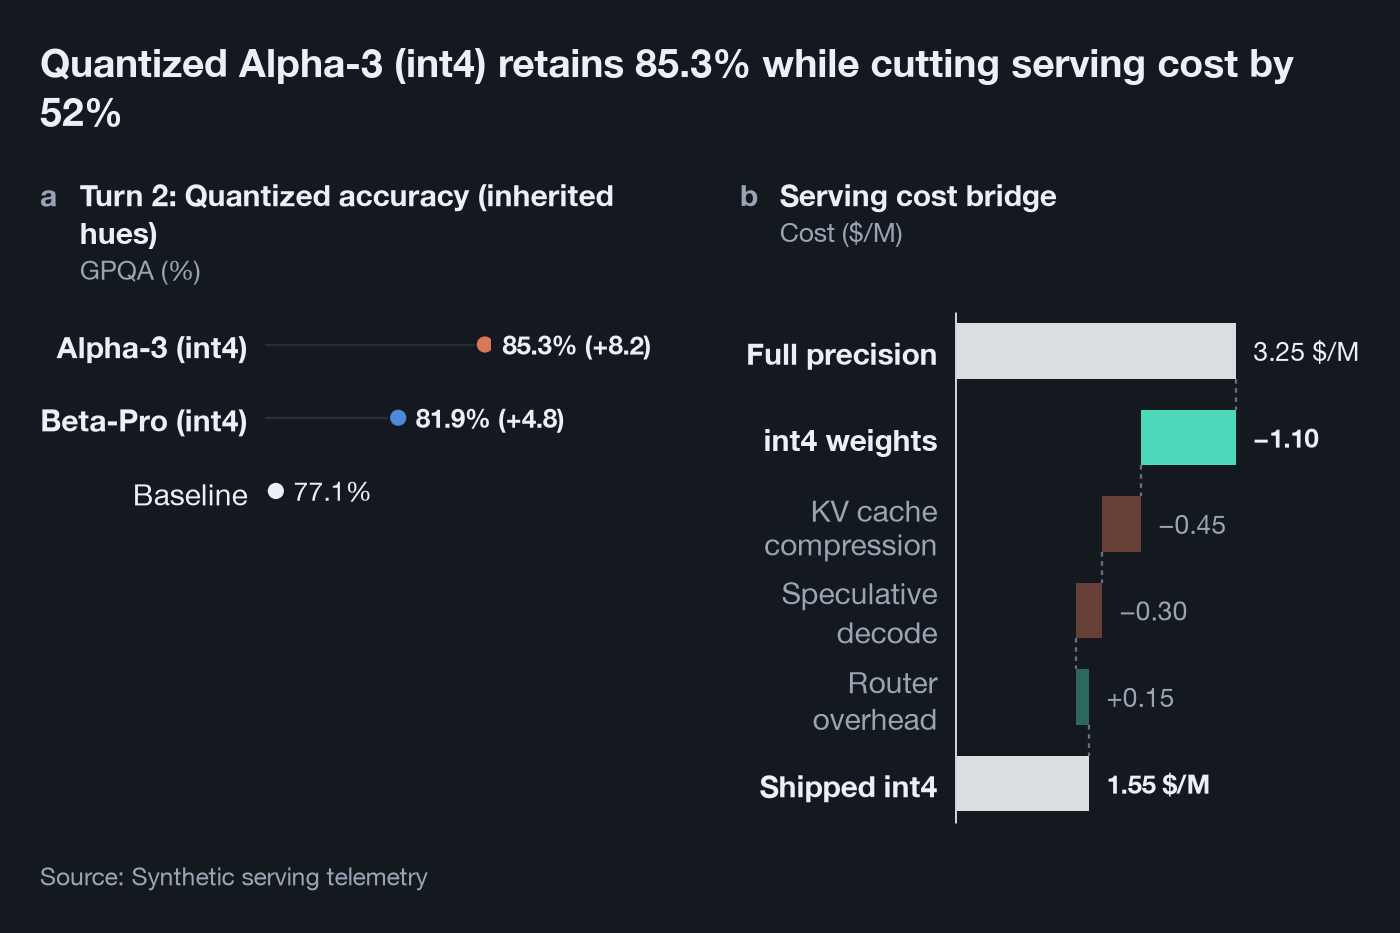 Quantized Alpha-3 (int4) retains 85.3% while cutting serving cost by
52%
a Turn 2: Quantized accuracy (inherited
hues)
GPQA (%)
Alpha-3 (int4) 85.3% (+8.2)
Beta-Pro (int4) 81.9% (+4.8)
Baseline 77.1%
b Serving cost bridge
Cost ($/M)
Full precision 3.25 $/M
int4 weights −1.10
KV cache
compression −0.45
Speculative
decode −0.30
Router
overhead +0.15
Shipped int4 1.55 $/M
Source: Synthetic serving telemetry